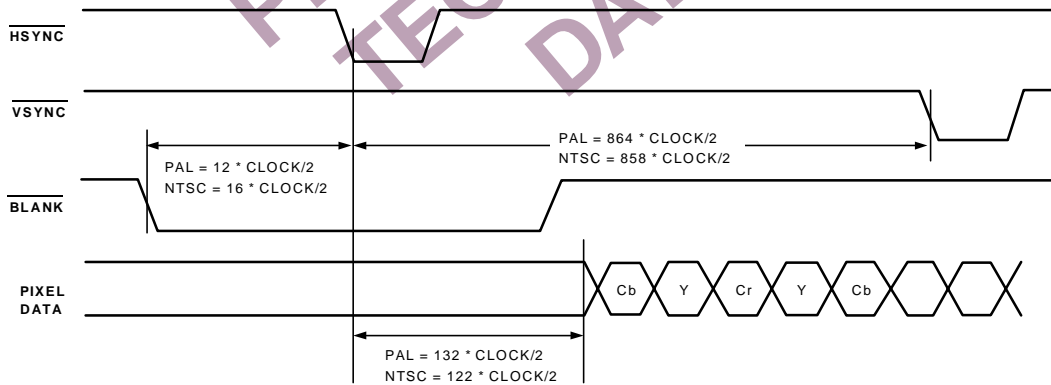 HSYNC
VSYNC
PAL = 864 * CLOCK/2
NTSC = 858 * CLOCK/2
PAL = 12 * CLOCK/2
NTSC = 16 * CLOCK/2
BLANK
PIXEL
DATA
Cb Y Cr Y Cb
PAL = 132 * CLOCK/2
NTSC = 122 * CLOCK/2